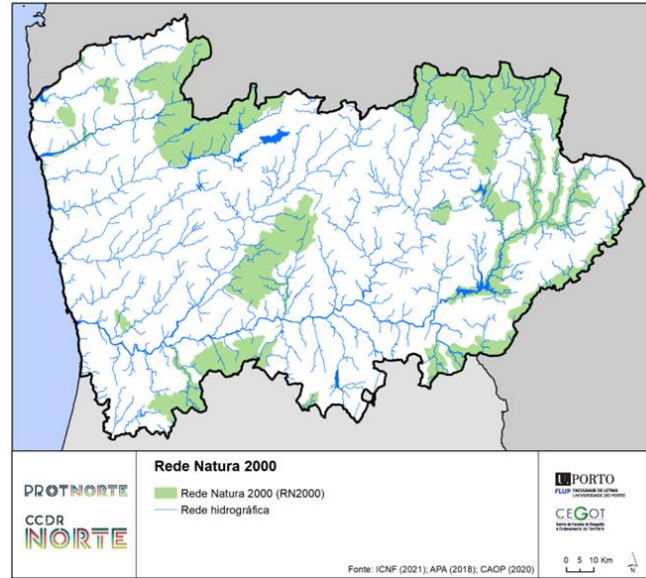 Rede Natura 2000
Rede Natura 2000 (RN2000)
Rede hidrográfica
PROTNORTE
CCDR
NORTE
Fonte: ICNF (2021); APA (2018); CAOP (2020)
U.PORTO
FLUP FACULDADE DE LETRAS
UNIVERSIDADE DO PORTO
CEGOT
Centro de Estudos de Geografia
e Ordenamento do Território
0 5 10 Km
N